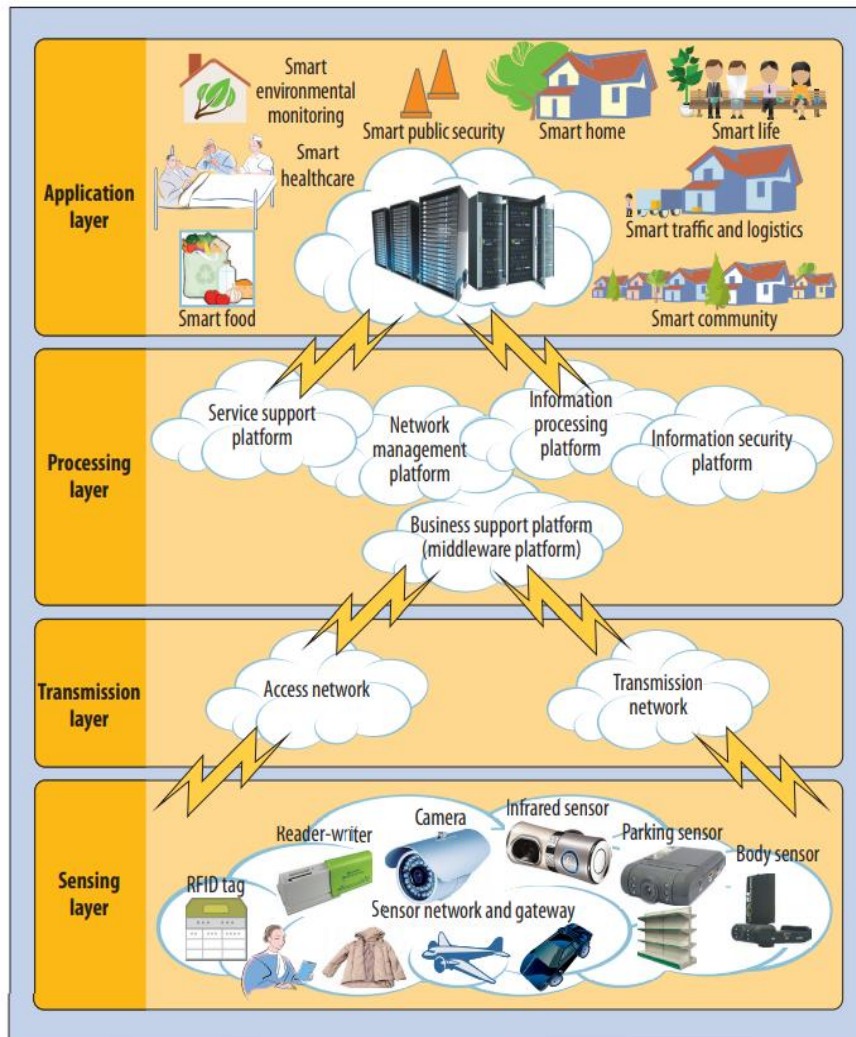 Application
layer
Smart
environmental
monitoring
Smart public security
Smart home
Smart life
Smart
healthcare
Smart traffic and logistics
Smart food
Smart community
Processing
layer
Service support
platform
Network
management
platform
Information
processing
platform
Information security
platform
Business support platform
(middleware platform)
Transmission
layer
Access network
Transmission
network
Sensing
layer
RFID tag
Reader-writer
Camera
Infrared sensor
Parking sensor
Body sensor
Sensor network and gateway